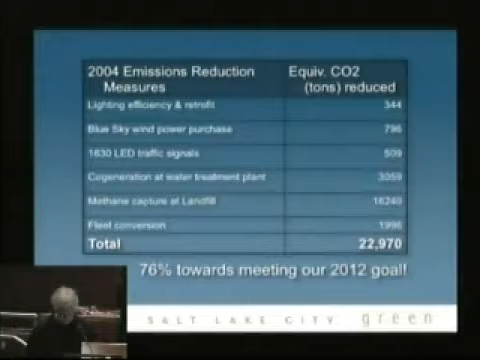 2004 Emissions Reduction Measures
Equiv. CO2 (tons) reduced
Lighting efficiency & retrofit 344
Blue Sky wind power purchase 796
1630 LED traffic signals 509
Cogeneration at water treatment plant 3059
Methane capture at Landfill 16240
Fleet conversion
Total 22,970
76% towards meeting our 2012 goal!
SALT LAKE CITY green